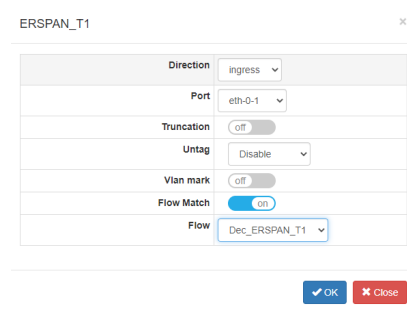 ERSPAN_T1 ×
Direction ingress
Port eth-0-1
Truncation off
Untag Disable
Vlan mark off
Flow Match on
Flow Dec_ERSPAN_T1
OK Close